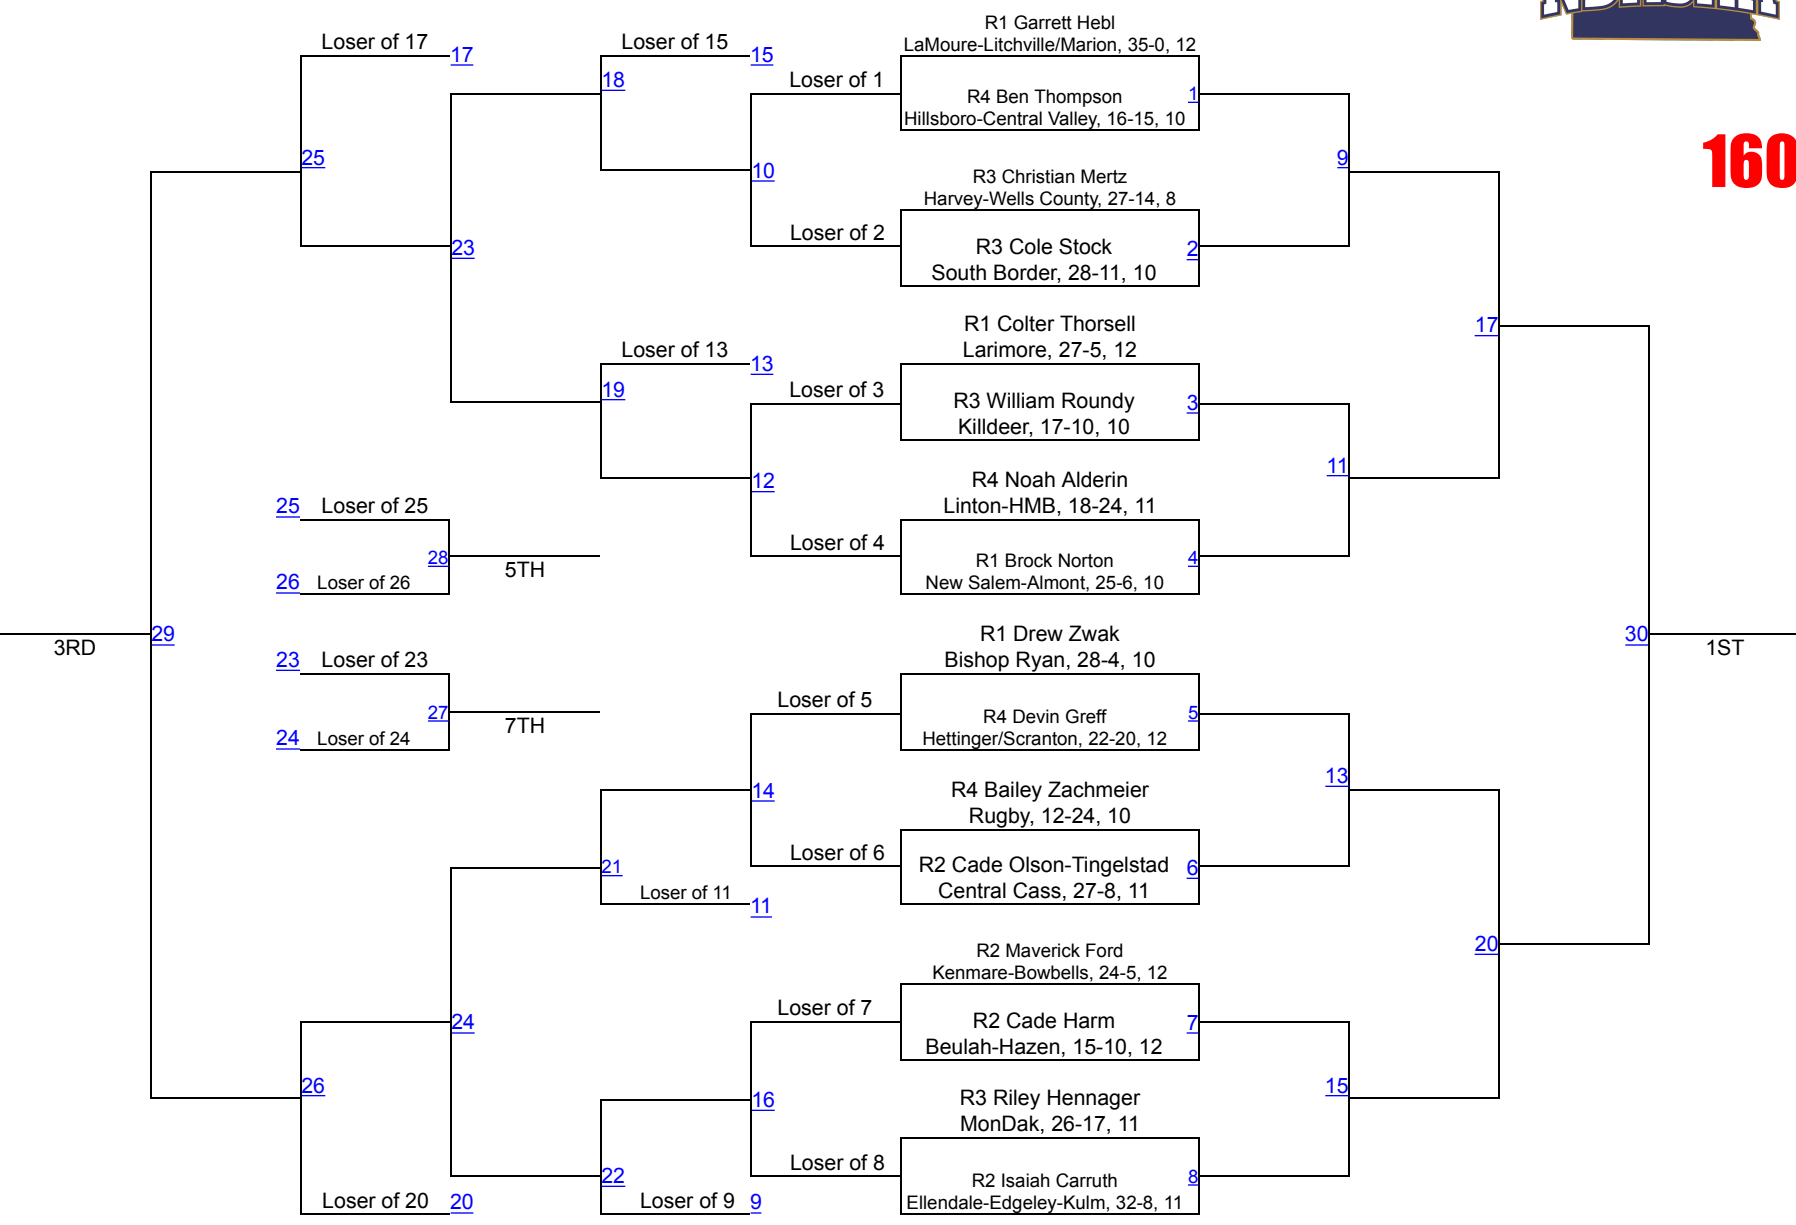 NDHSAA
160
R1 Garrett Hebl
LaMoure-Litchville/Marion, 35-0, 12
Loser of 17
17
Loser of 15
15
18
Loser of 1
R4 Ben Thompson
Hillsboro-Central Valley, 16-15, 10
1
25
10
R3 Christian Mertz
Harvey-Wells County, 27-14, 8
9
23
Loser of 2
R3 Cole Stock
South Border, 28-11, 10
2
R1 Colter Thorsell
Larimore, 27-5, 12
17
Loser of 13
13
19
Loser of 3
R3 William Roundy
Killdeer, 17-10, 10
3
12
R4 Noah Alderin
Linton-HMB, 18-24, 11
11
25
Loser of 25
28
5TH
26
Loser of 26
Loser of 4
R1 Brock Norton
New Salem-Almont, 25-6, 10
4
3RD
29
R1 Drew Zwak
Bishop Ryan, 28-4, 10
30
1ST
23
Loser of 23
27
7TH
24
Loser of 24
Loser of 5
R4 Devin Greff
Hettinger/Scranton, 22-20, 12
5
14
R4 Bailey Zachmeier
Rugby, 12-24, 10
13
21
Loser of 6
R2 Cade Olson-Tingelstad
Central Cass, 27-8, 11
6
Loser of 11
11
R2 Maverick Ford
Kenmare-Bowbells, 24-5, 12
20
24
Loser of 7
R2 Cade Harm
Beulah-Hazen, 15-10, 12
7
26
16
R3 Riley Hennager
MonDak, 26-17, 11
15
22
Loser of 8
R2 Isaiah Carruth
Ellendale-Edgeley-Kulm, 32-8, 11
8
Loser of 20
20
Loser of 9
9